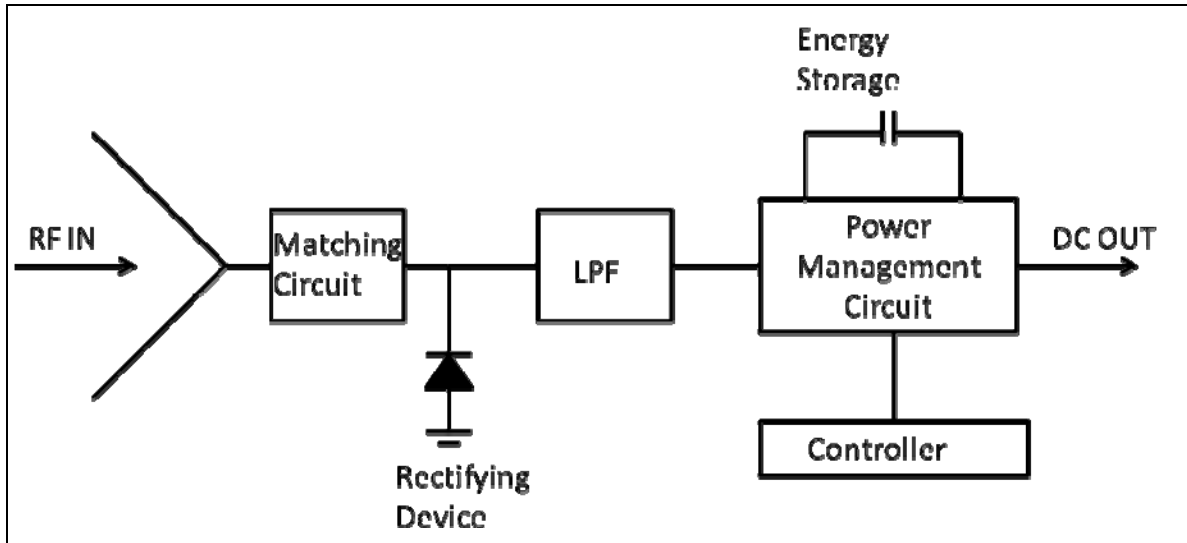 Energy
Storage
RF IN
Matching
Circuit
LPF
Power
Management
Circuit
DC OUT
Controller
Rectifying
Device